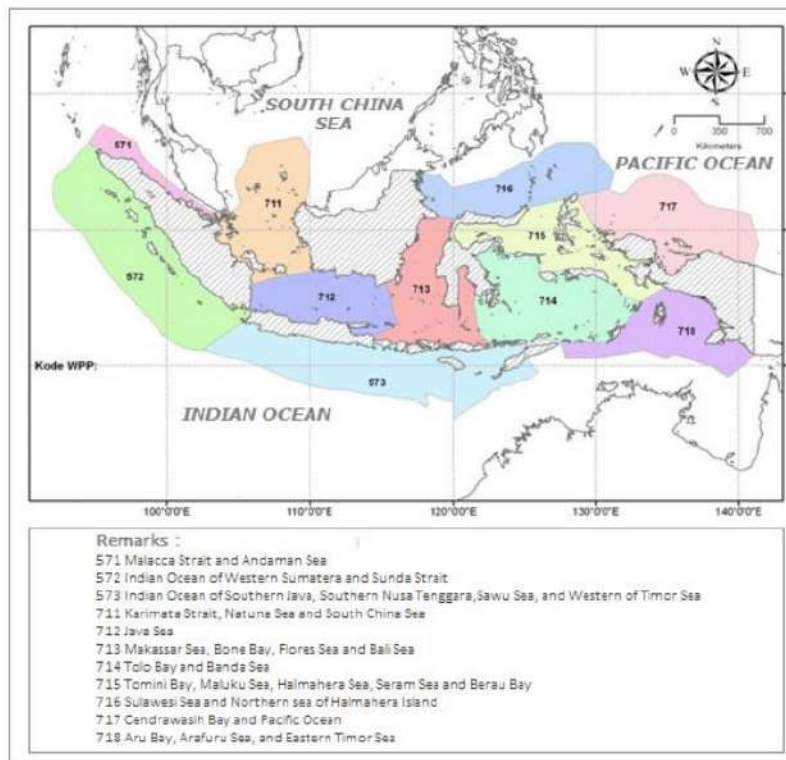 SOUTH CHINA
SEA
W E
N
S
0 350 700
Kilometers
PACIFIC OCEAN
571
711
716
717
715
572
712
713
714
718
Kode WPP:
573
INDIAN OCEAN
100°0'0"E 110°0'0"E 120°0'0"E 130°0'0"E 140°0'0"E
Remarks :
571 Malacca Strait and Andaman Sea
572 Indian Ocean of Western Sumatera and Sunda Strait
573 Indian Ocean of Southern Java, Southern Nusa Tenggara,Sawu Sea, and Western of Timor Sea
711 Karimata Strait, Natuna Sea and South China Sea
712 Java Sea
713 Makassar Sea, Bone Bay, Flores Sea and Bali Sea
714 Tolo Bay and Banda Sea
715 Tomini Bay, Maluku Sea, Halmahera Sea, Seram Sea and Berau Bay
716 Sulawesi Sea and Northern sea of Halmahera Island
717 Cendrawasih Bay and Pacific Ocean
718 Aru Bay, Arafuru Sea, and Eastern Timor Sea